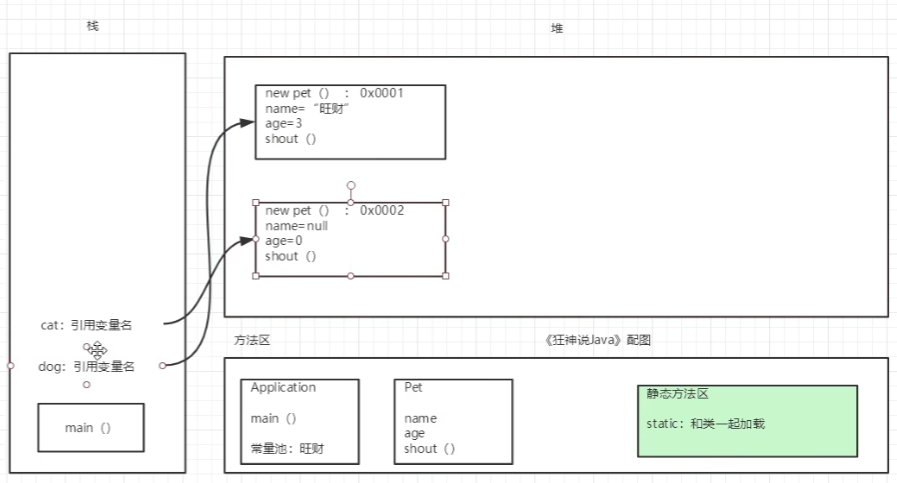 栈
堆
new pet（）： 0x0001
name=“旺财”
age=3
shout（）
new pet（）： 0x0002
name=null
age=0
shout（）
cat：引用变量名
dog：引用变量名
main（）
方法区
《狂神说Java》配图
Application
main（）
常量池：旺财
Pet
name
age
shout（）
静态方法区
static：和类一起加载